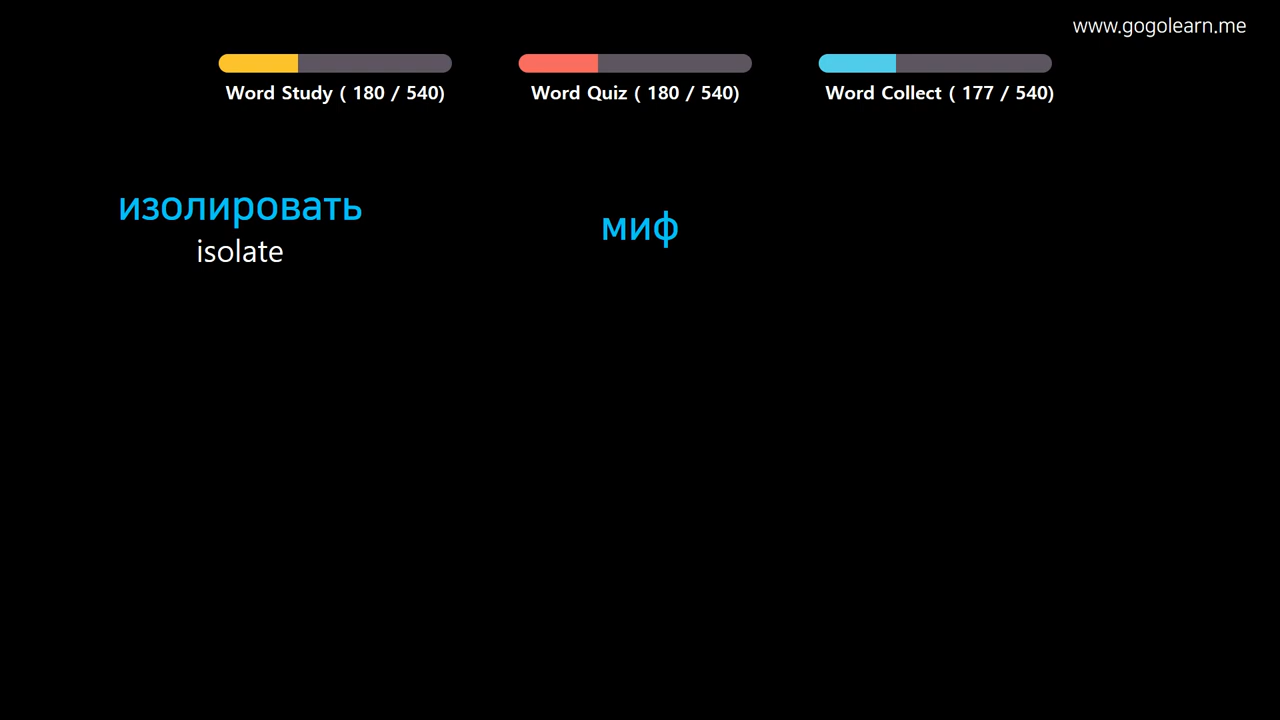 www.gogolearn.me
Word Study ( 180 / 540)
Word Quiz ( 180 / 540)
Word Collect ( 177 / 540)
изолировать
isolate
миф